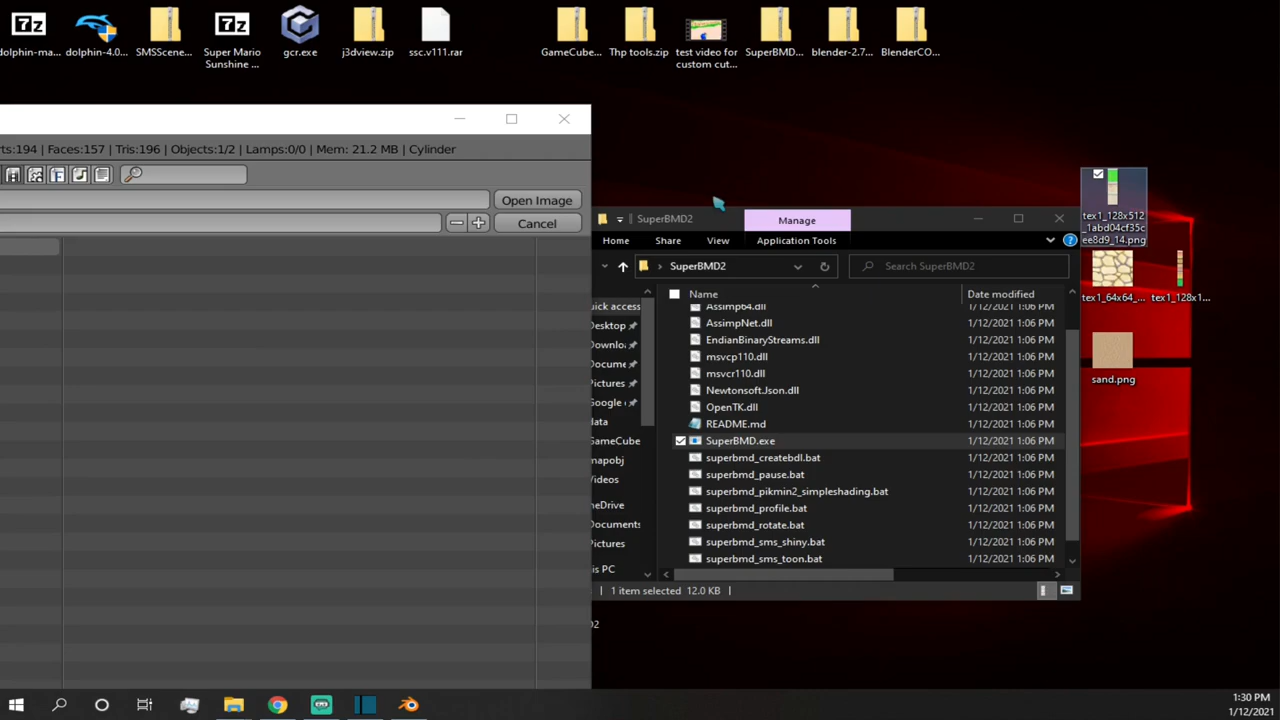 dolphin-ma...
dolphin-4.0...
SMSScene...
Super Mario
Sunshine ...
gcr.exe
j3dview.zip
ssc.v111.rar
GameCube...
Thp tools.zip
test video for
custom cut...
SuperBMD...
blender-2.7...
BlenderCO...
rts:194 | Faces:157 | Tris:196 | Objects:1/2 | Lamps:0/0 | Mem: 21.2 MB | Cylinder
Open Image
Cancel
SuperBMD2
Manage
Home
Share
View
Application Tools
SuperBMD2
Search SuperBMD2
Name
Date modified
uick access
Desktop
Downloa
Docume
Pictures
Google
data
GameCube
mapobj
Videos
neDrive
Documents
Pictures
is PC
Assimp64.dll 1/12/2021 1:06 PM
AssimpNet.dll 1/12/2021 1:06 PM
EndianBinaryStreams.dll 1/12/2021 1:06 PM
msvcp110.dll 1/12/2021 1:06 PM
msvcr110.dll 1/12/2021 1:06 PM
Newtonsoft.Json.dll 1/12/2021 1:06 PM
OpenTK.dll 1/12/2021 1:06 PM
README.md 1/12/2021 1:06 PM
SuperBMD.exe 1/12/2021 1:06 PM
superbmd_createbdl.bat 1/12/2021 1:06 PM
superbmd_pause.bat 1/12/2021 1:06 PM
superbmd_pikmin2_simpleshading.bat 1/12/2021 1:06 PM
superbmd_profile.bat 1/12/2021 1:06 PM
superbmd_rotate.bat 1/12/2021 1:06 PM
superbmd_sms_shiny.bat 1/12/2021 1:06 PM
superbmd_sms_toon.bat 1/12/2021 1:06 PM
1 item selected 12.0 KB
tex1_128x512
_1abd04cf35c
ee8d9_14.png
tex1_64x64_...
tex1_128x1...
sand.png
1:30 PM
1/12/2021